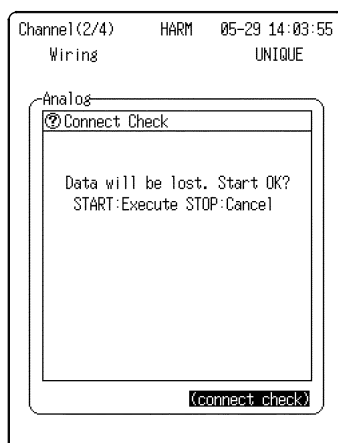 Channel(2/4) HARM 05-29 14:03:55
Wiring UNIQUE
Analog
? Connect Check
Data will be lost. Start OK?
START:Execute STOP:Cancel
(connect check)